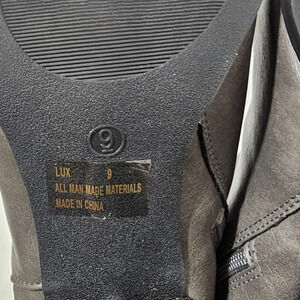 9
LUX 9
ALL MAN MADE MATERIALS
MADE IN CHINA